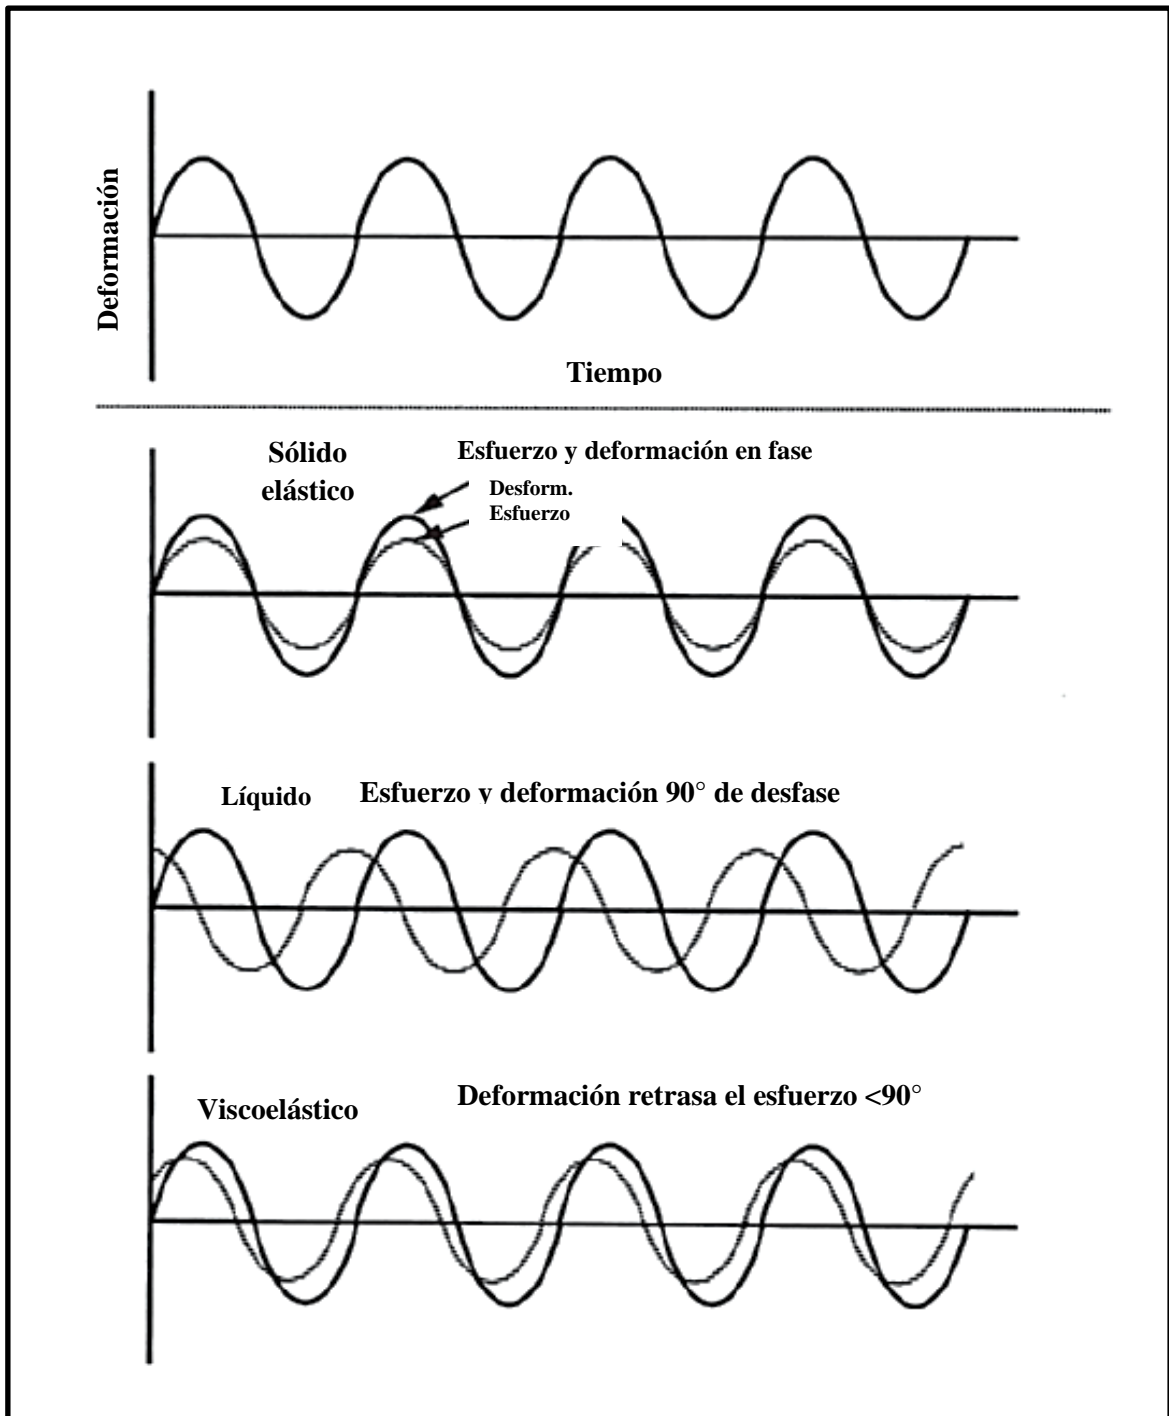 Deformación
Tiempo
Sólido
elástico
Esfuerzo y deformación en fase
Desform.
Esfuerzo
Líquido
Esfuerzo y deformación 90° de desfase
Viscoelástico
Deformación retrasa el esfuerzo <90°